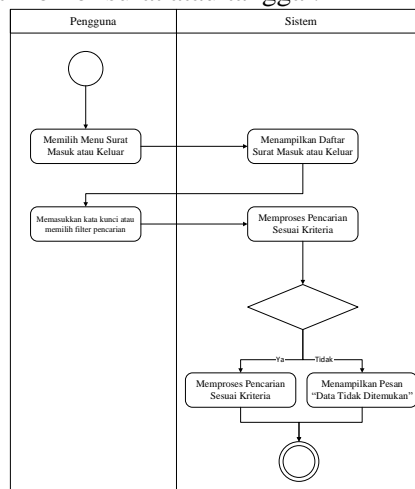 Pengguna
Sistem
Memilih Menu Surat
Masuk atau Keluar
Menampilkan Daftar
Surat Masuk atau Keluar
Memasukkan kata kunci atau
memilih filter pencarian
Memproses Pencarian
Sesuai Kriteria
Ya
Tidak
Memproses Pencarian
Sesuai Kriteria
Menampilkan Pesan
“Data Tidak Ditemukan”